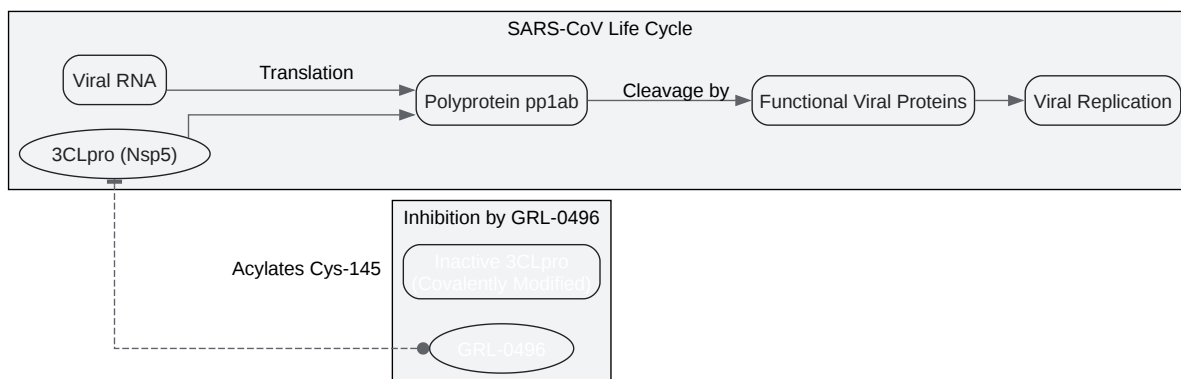 SARS-CoV Life Cycle
Viral RNA
Translation
Polyprotein pp1ab
Cleavage by
Functional Viral Proteins
Viral Replication
3CLpro (Nsp5)
Inhibition by GRL-0496
Acylates Cys-145
Inactive 3CLpro
(Covalently Modified)
GRL-0496